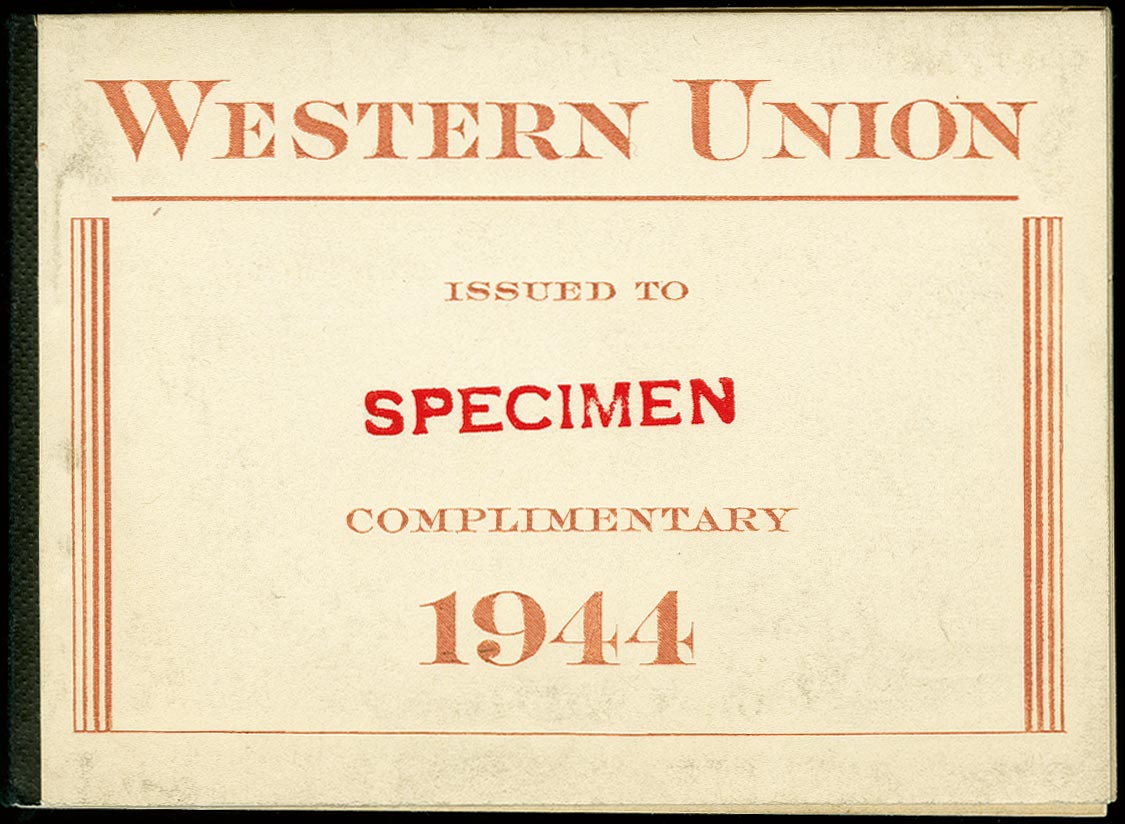 WESTERN UNION
ISSUED TO
SPECIMEN
COMPLIMENTARY
1944